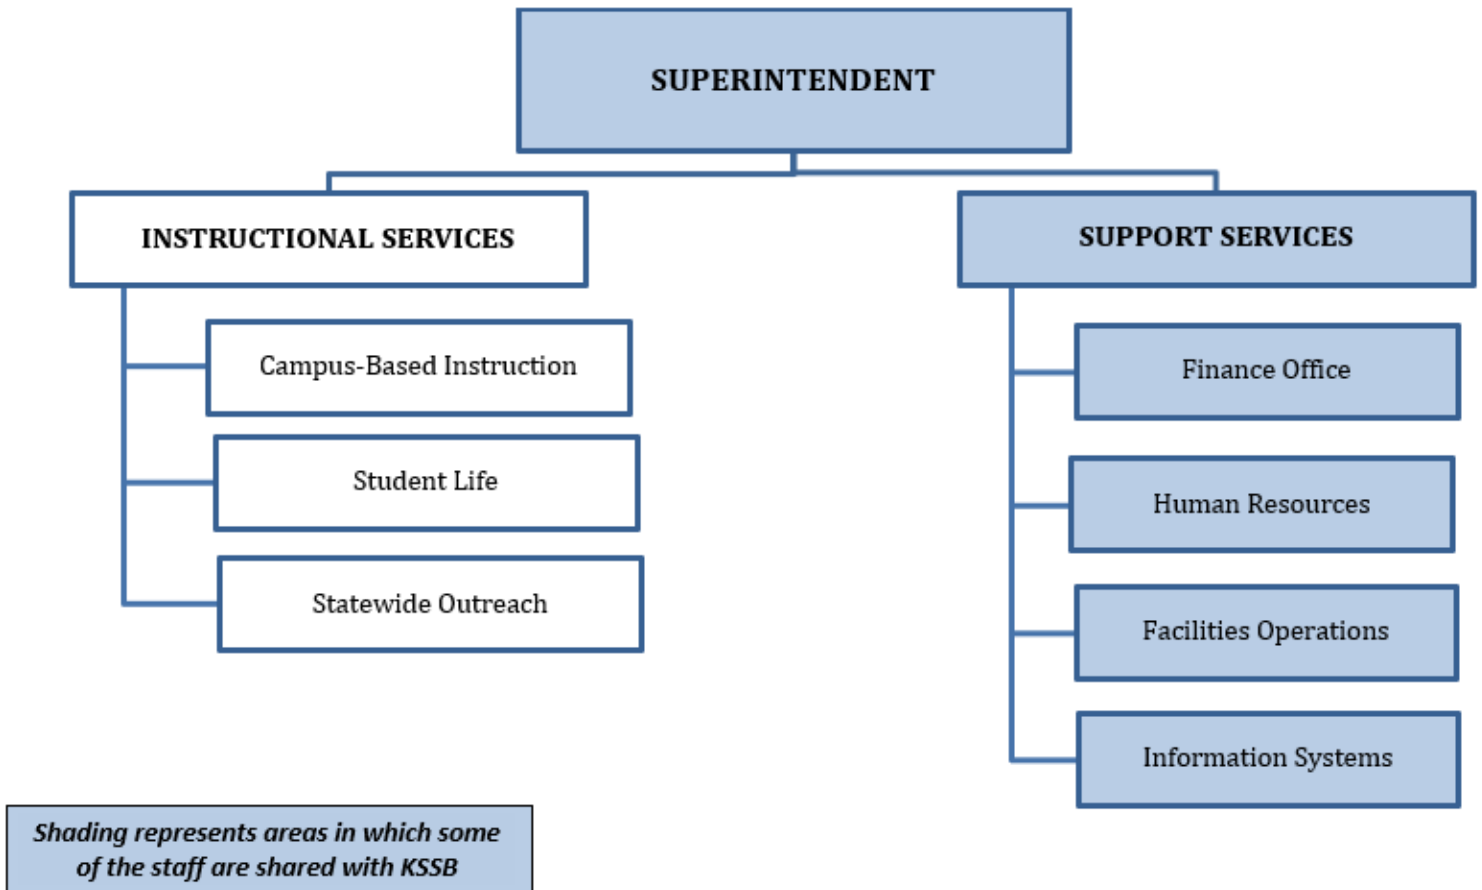 SUPERINTENDENT
INSTRUCTIONAL SERVICES
Campus-Based Instruction
Student Life
Statewide Outreach
SUPPORT SERVICES
Finance Office
Human Resources
Facilities Operations
Information Systems
Shading represents areas in which some
of the staff are shared with KSSB